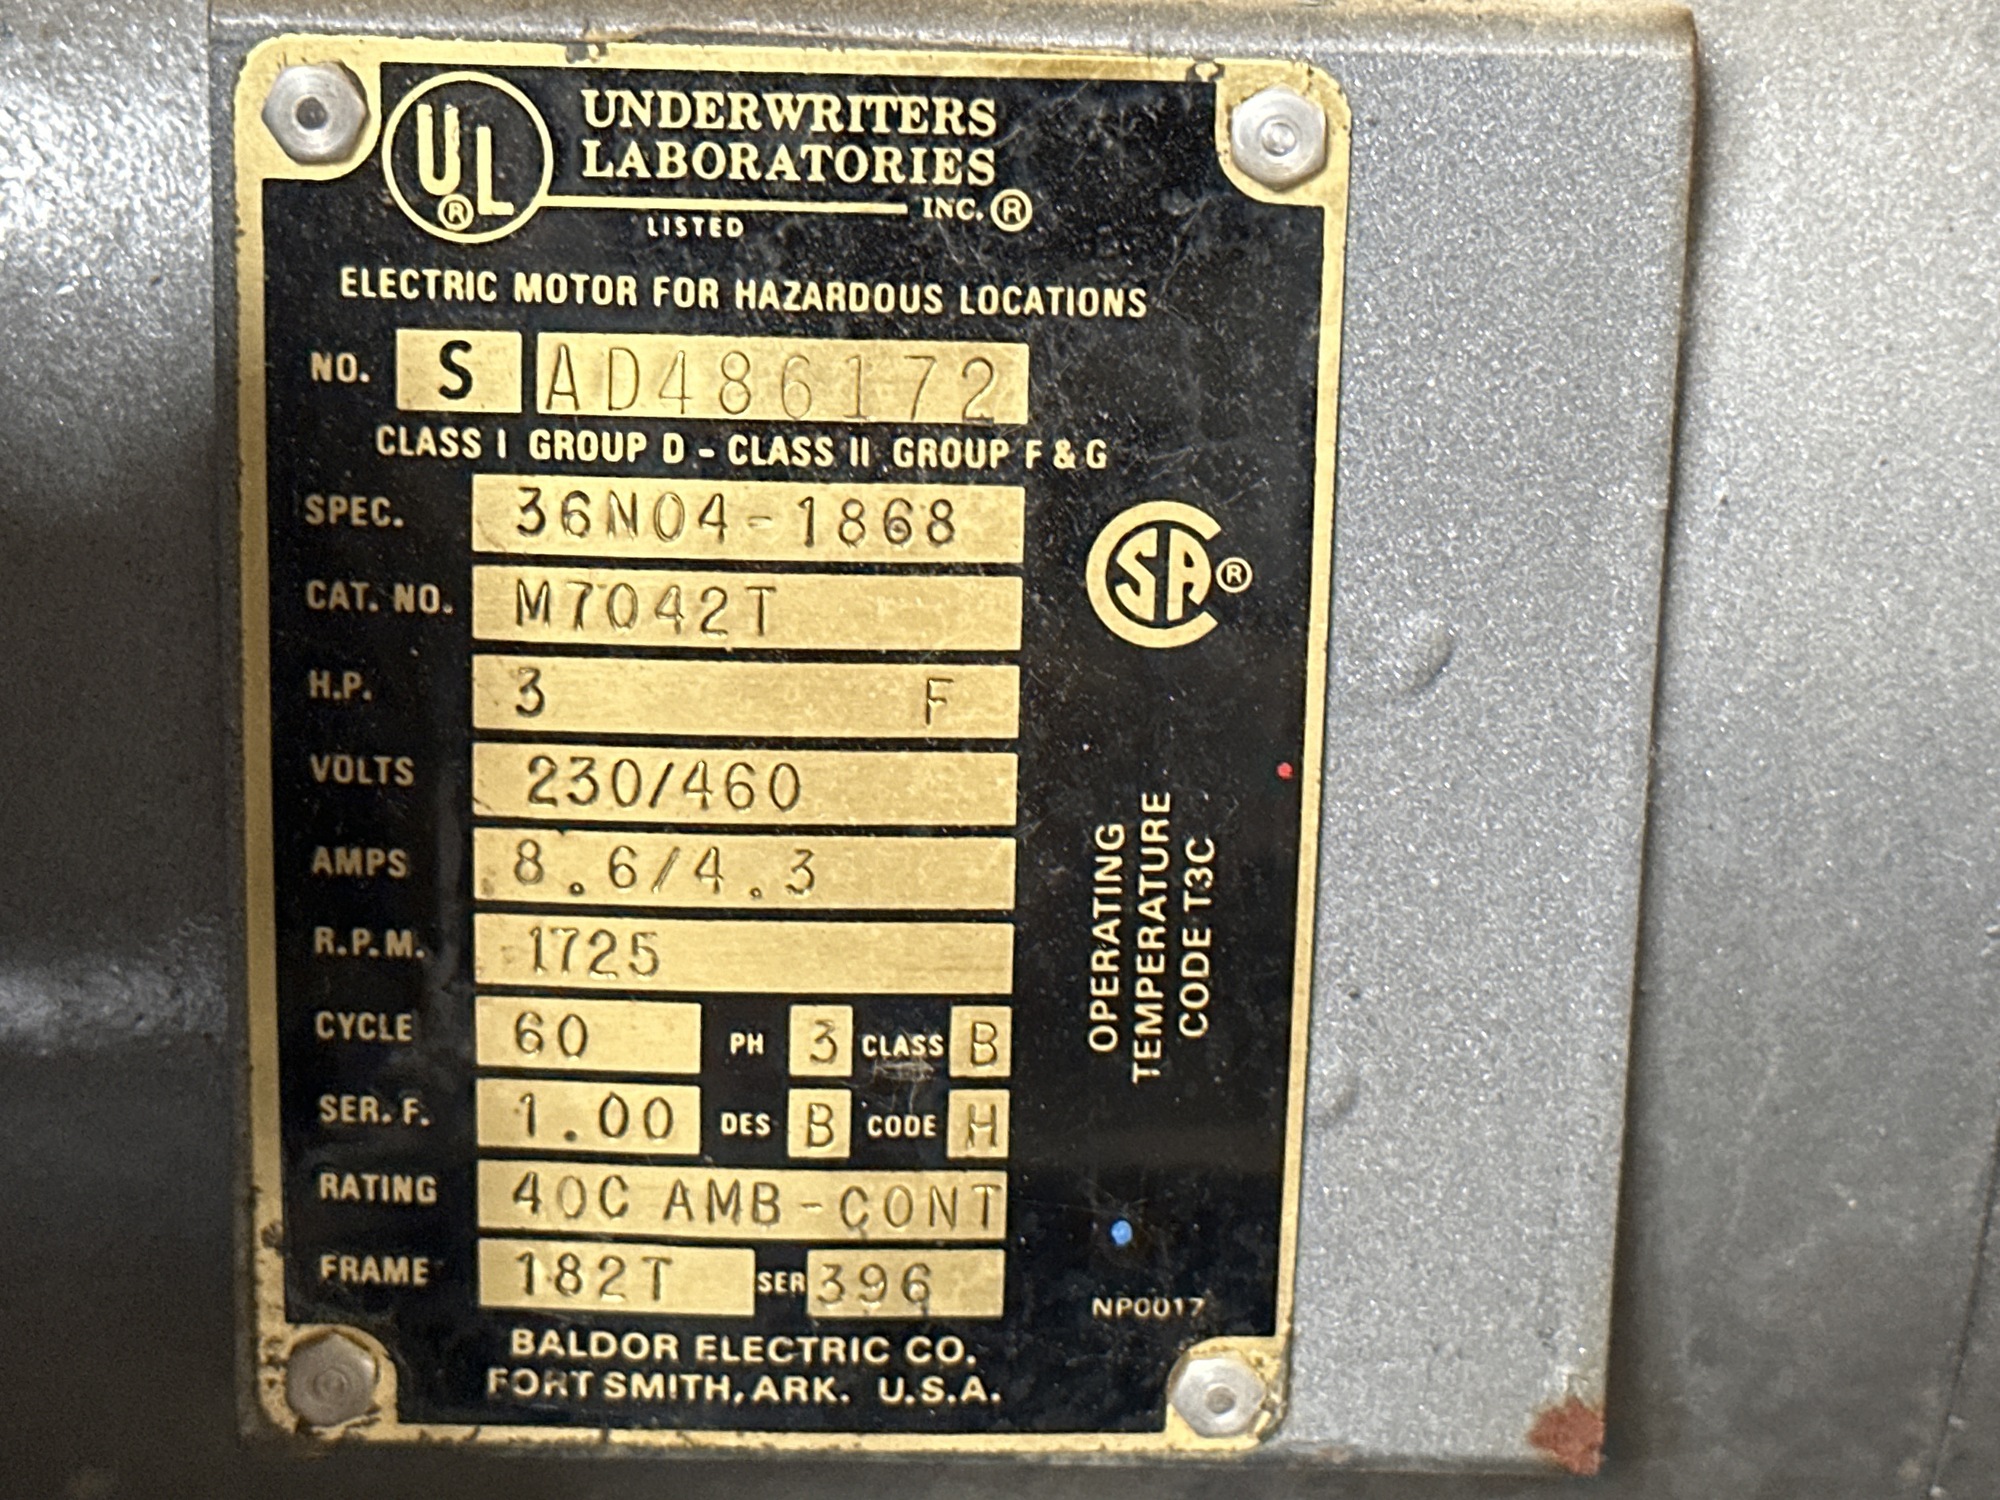 UL ® UNDERWRITERS
LABORATORIES
INC. ®
LISTED
ELECTRIC MOTOR FOR HAZARDOUS LOCATIONS
NO. S AD486172
CLASS I GROUP D - CLASS II GROUP F & G
SPEC. 36N04-1868
CAT. NO. M7042T
H.P. 3 F
VOLTS 230/460
AMPS 8.6/4.3
R.P.M. 1725
CYCLE 60 PH 3 CLASS B
SER. F. 1.00 DES B CODE H
RATING 40C AMB-CONT
FRAME 182T SER 396
BALDOR ELECTRIC CO.
FORT SMITH, ARK. U.S.A.
CSA ®
OPERATING
TEMPERATURE
CODE T3C
NP0017